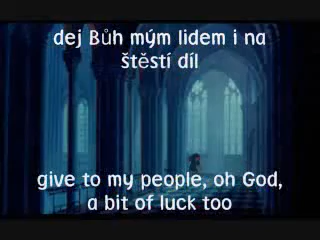 dej Bůh mým lidem i na
štěstí díl
give to my people, oh God,
a bit of luck too